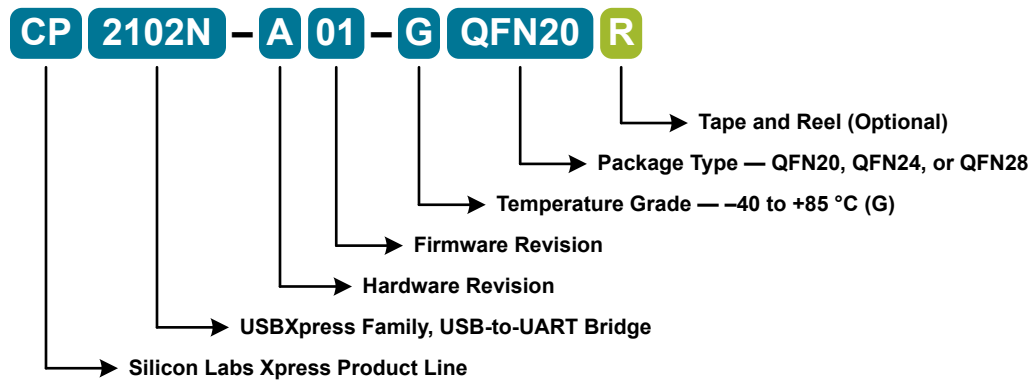 CP 2102N – A 01 – G QFN20 R
Tape and Reel (Optional)
Package Type — QFN20, QFN24, or QFN28
Temperature Grade — –40 to +85 °C (G)
Firmware Revision
Hardware Revision
USBXpress Family, USB-to-UART Bridge
Silicon Labs Xpress Product Line